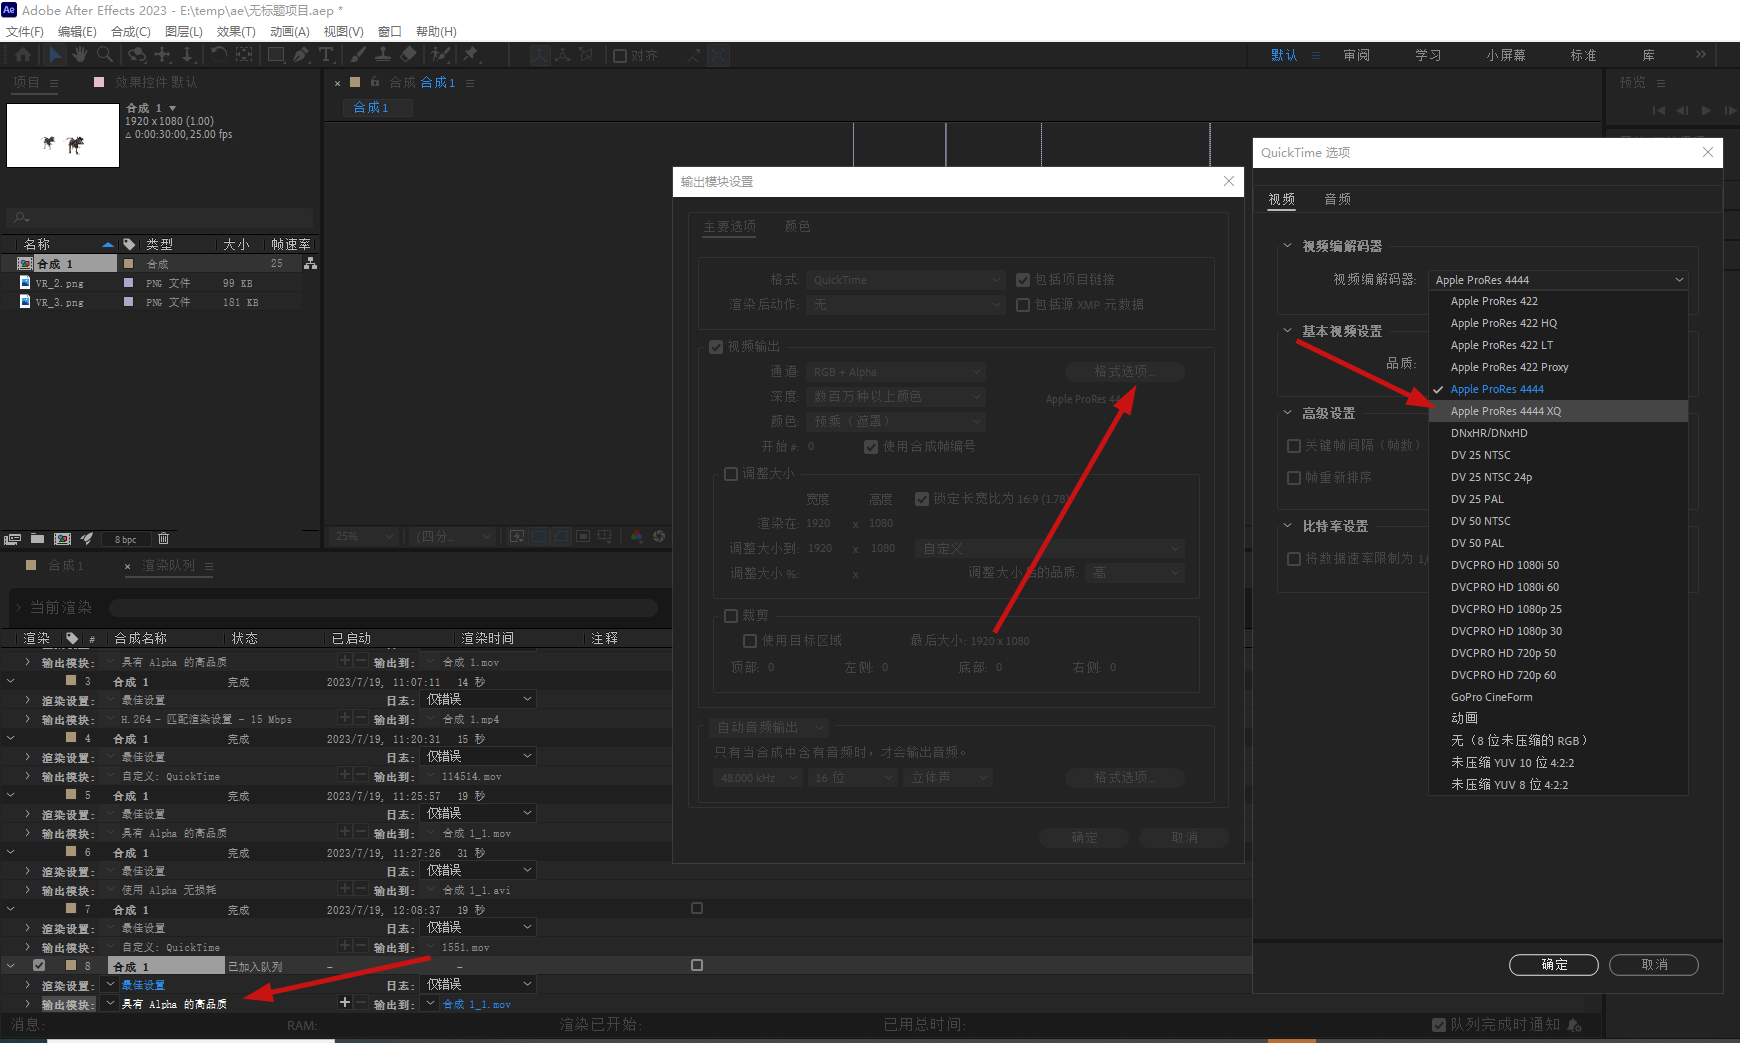 Adobe After Effects 2023 - E:\temp\ae\无标题项目.aep *
文件(F) 编辑(E) 合成(C) 图层(L) 效果(T) 动画(A) 视图(V) 窗口 帮助(H)
对齐 默认 审阅 学习 小屏幕 标准 库
项目 效果控件 默认
合成 合成 1
预览
合成 1
合成 1
1920 x 1080 (1.00)
△ 0:00:30:00, 25.00 fps
名称 类型 大小 帧速率
合成 1 合成 25
VR_2.png PNG 文件 99 KB
VR_3.png PNG 文件 181 KB
8 bpc
25% (四分...
输出模块设置
主要选项 颜色
格式: QuickTime 包括项目链接
渲染后动作: 无 包括源 XMP 元数据
视频输出
通道: RGB + Alpha 格式选项...
深度: 数百万种以上颜色 Apple ProRes 44
颜色: 预乘（遮罩）
开始 #: 0 使用合成帧编号
调整大小
宽度 高度 锁定长宽比为 16:9 (1.78)
渲染在: 1920 x 1080
调整大小到: 1920 x 1080 自定义
调整大小 %: x 调整大小后的品质: 高
裁剪
使用目标区域 最后大小: 1920 x 1080
顶部: 0 左侧: 0 底部: 0 右侧: 0
自动音频输出
只有当合成中含有音频时，才会输出音频。
48.000 kHz 16 位 立体声 格式选项...
确定 取消
QuickTime 选项
视频 音频
视频编解码器
视频编解码器: Apple ProRes 4444
Apple ProRes 422
Apple ProRes 422 HQ
Apple ProRes 422 LT
Apple ProRes 422 Proxy
Apple ProRes 4444
Apple ProRes 4444 XQ
DNxHR/DNxHD
DV 25 NTSC
DV 25 NTSC 24p
DV 25 PAL
DV 50 NTSC
DV 50 PAL
DVCPRO HD 1080i 50
DVCPRO HD 1080i 60
DVCPRO HD 1080p 25
DVCPRO HD 1080p 30
DVCPRO HD 720p 50
DVCPRO HD 720p 60
GoPro CineForm
动画
无（8 位未压缩的 RGB）
未压缩 YUV 10 位 4:2:2
未压缩 YUV 8 位 4:2:2
基本视频设置
品质:
高级设置
关键帧间隔（帧数）
帧重新排序
比特率设置
将数据速率限制为 1,
确定 取消
合成 1 渲染队列
当前渲染
渲染 # 合成名称 状态 已启动 渲染时间 注释
输出模块: 具有 Alpha 的高品质 输出到: 合成 1.mov
3 合成 1 完成 2023/7/19, 11:07:11 14 秒
渲染设置: 最佳设置 日志: 仅错误
输出模块: H.264 - 匹配渲染设置 - 15 Mbps 输出到: 合成 1.mp4
4 合成 1 完成 2023/7/19, 11:20:31 15 秒
渲染设置: 最佳设置 日志: 仅错误
输出模块: 自定义: QuickTime 输出到: 114514.mov
5 合成 1 完成 2023/7/19, 11:25:57 19 秒
渲染设置: 最佳设置 日志: 仅错误
输出模块: 具有 Alpha 的高品质 输出到: 合成 1_1.mov
6 合成 1 完成 2023/7/19, 11:27:26 31 秒
渲染设置: 最佳设置 日志: 仅错误
输出模块: 使用 Alpha 无损耗 输出到: 合成 1_1.avi
7 合成 1 完成 2023/7/19, 12:08:37 19 秒
渲染设置: 最佳设置 日志: 仅错误
输出模块: 自定义: QuickTime 输出到: 1551.mov
8 合成 1 已加入队列 - -
渲染设置: 最佳设置 日志: 仅错误
输出模块: 具有 Alpha 的高品质 输出到: 合成 1_1.mov
消息: RAM: 渲染已开始: 已用总时间: 队列完成时通知